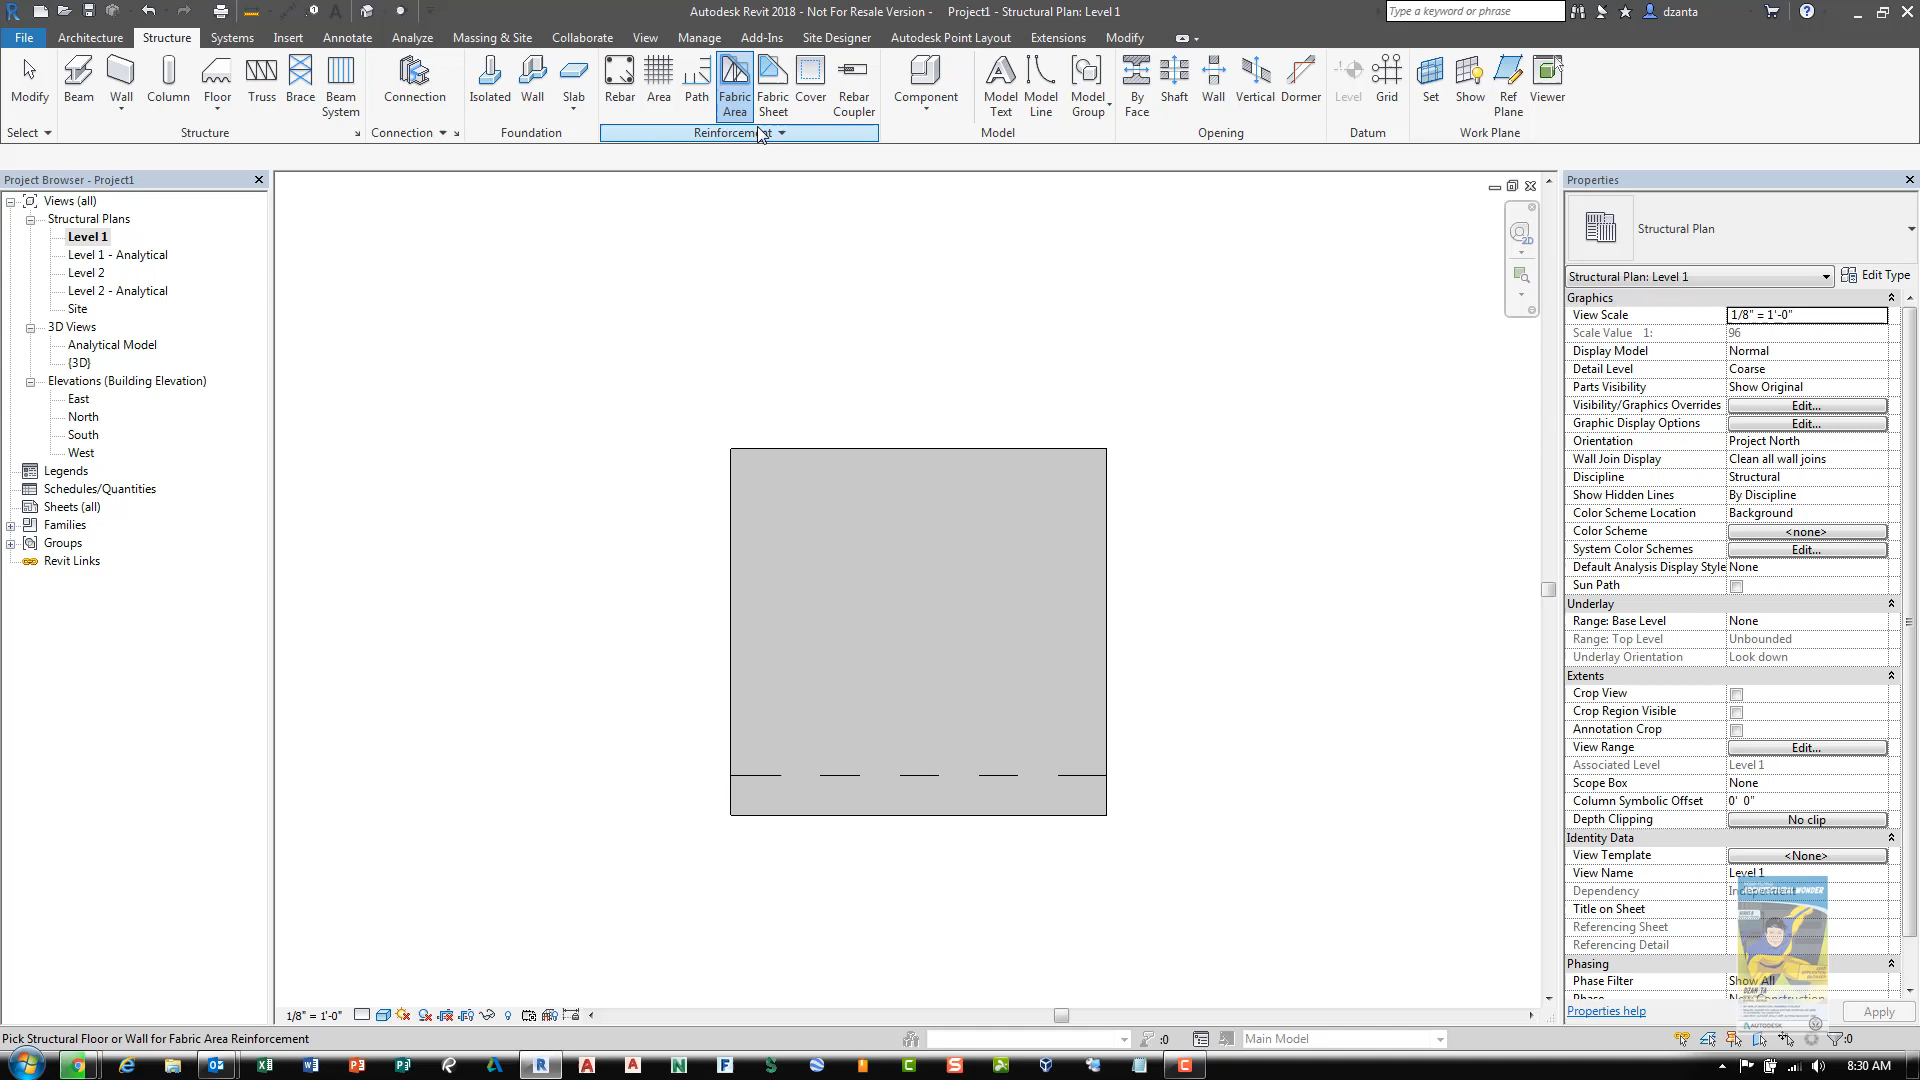 Autodesk Revit 2018 - Not For Resale Version - Project1 - Structural Plan: Level 1
Type a keyword or phrase
dzanta
File Architecture Structure Systems Insert Annotate Analyze Massing & Site Collaborate View Manage Add-Ins Site Designer Autodesk Point Layout Extensions Modify
Modify Beam Wall Column Floor Truss Brace Beam System Connection Isolated Wall Slab Rebar Area Path Fabric Area Fabric Sheet Cover Rebar Coupler Component Model Text Model Line Model Group By Face Shaft Wall Vertical Dormer Level Grid Set Show Ref Plane Viewer
Select Structure Connection Foundation Reinforcement Model Opening Datum Work Plane
Project Browser - Project1
Views (all)
Structural Plans
Level 1
Level 1 - Analytical
Level 2
Level 2 - Analytical
Site
3D Views
Analytical Model
{3D}
Elevations (Building Elevation)
East
North
South
West
Legends
Schedules/Quantities
Sheets (all)
Families
Groups
Revit Links
2D
Properties
Structural Plan
Structural Plan: Level 1 Edit Type
Graphics
View Scale 1/8" = 1'-0"
Scale Value 1: 96
Display Model Normal
Detail Level Coarse
Parts Visibility Show Original
Visibility/Graphics Overrides Edit...
Graphic Display Options Edit...
Orientation Project North
Wall Join Display Clean all wall joins
Discipline Structural
Show Hidden Lines By Discipline
Color Scheme Location Background
Color Scheme <none>
System Color Schemes Edit...
Default Analysis Display Style None
Sun Path
Underlay
Range: Base Level None
Range: Top Level Unbounded
Underlay Orientation Look down
Extents
Crop View
Crop Region Visible
Annotation Crop
View Range Edit...
Associated Level Level 1
Scope Box None
Column Symbolic Offset 0' 0"
Depth Clipping No clip
Identity Data
View Template <None>
View Name Level 1
Dependency
Title on Sheet
Referencing Sheet
Referencing Detail
Phasing
Phase Filter Show All
Properties help Apply
AUTODESK
1/8" = 1'-0"
Pick Structural Floor or Wall for Fabric Area Reinforcement
:0
Main Model
:0
8:30 AM